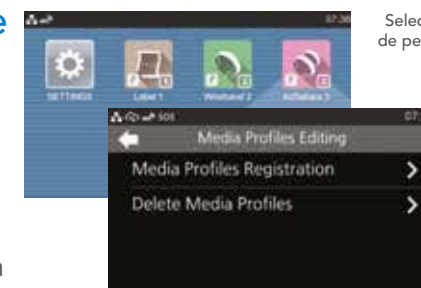 e
07:36
Selec
de pe
SETTINGS Label 1 Wristband 2
SOS 07:
Media Profiles Editing
Media Profiles Registration
Delete Media Profiles